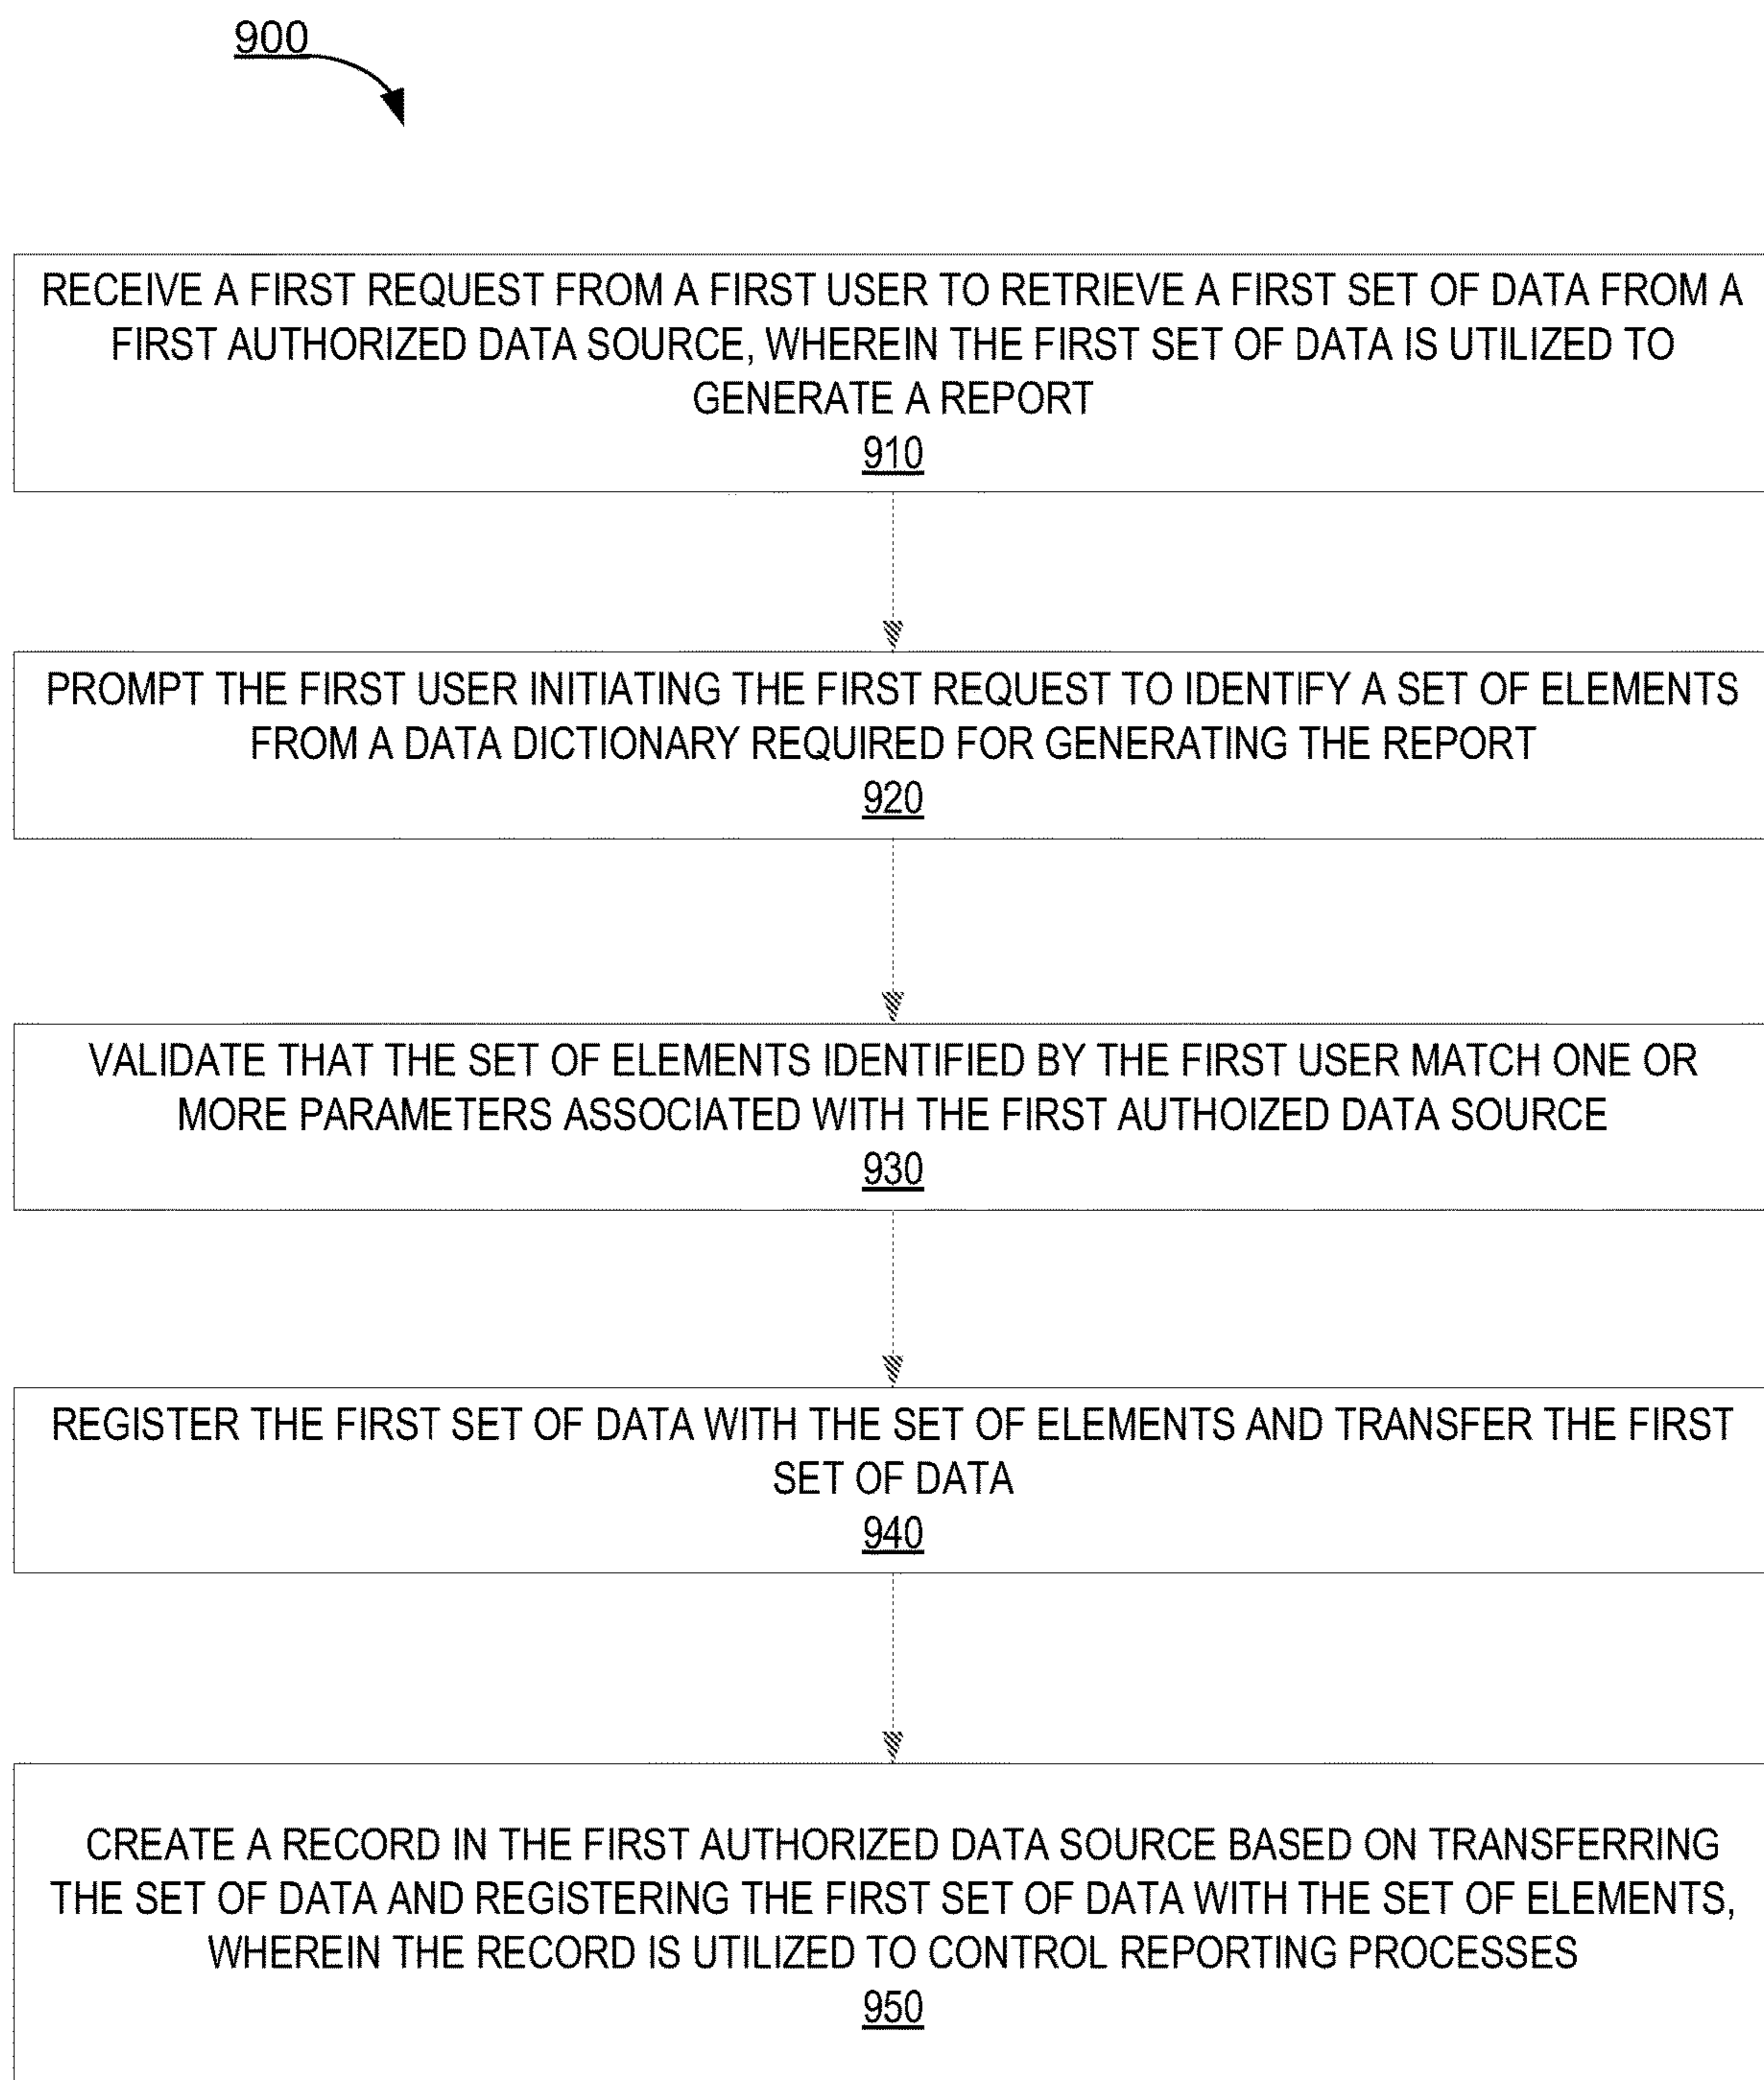 900
RECEIVE A FIRST REQUEST FROM A FIRST USER TO RETRIEVE A FIRST SET OF DATA FROM A
FIRST AUTHORIZED DATA SOURCE, WHEREIN THE FIRST SET OF DATA IS UTILIZED TO
GENERATE A REPORT
910
PROMPT THE FIRST USER INITIATING THE FIRST REQUEST TO IDENTIFY A SET OF ELEMENTS
FROM A DATA DICTIONARY REQUIRED FOR GENERATING THE REPORT
920
VALIDATE THAT THE SET OF ELEMENTS IDENTIFIED BY THE FIRST USER MATCH ONE OR
MORE PARAMETERS ASSOCIATED WITH THE FIRST AUTHOIZED DATA SOURCE
930
REGISTER THE FIRST SET OF DATA WITH THE SET OF ELEMENTS AND TRANSFER THE FIRST
SET OF DATA
940
CREATE A RECORD IN THE FIRST AUTHORIZED DATA SOURCE BASED ON TRANSFERRING
THE SET OF DATA AND REGISTERING THE FIRST SET OF DATA WITH THE SET OF ELEMENTS,
WHEREIN THE RECORD IS UTILIZED TO CONTROL REPORTING PROCESSES
950